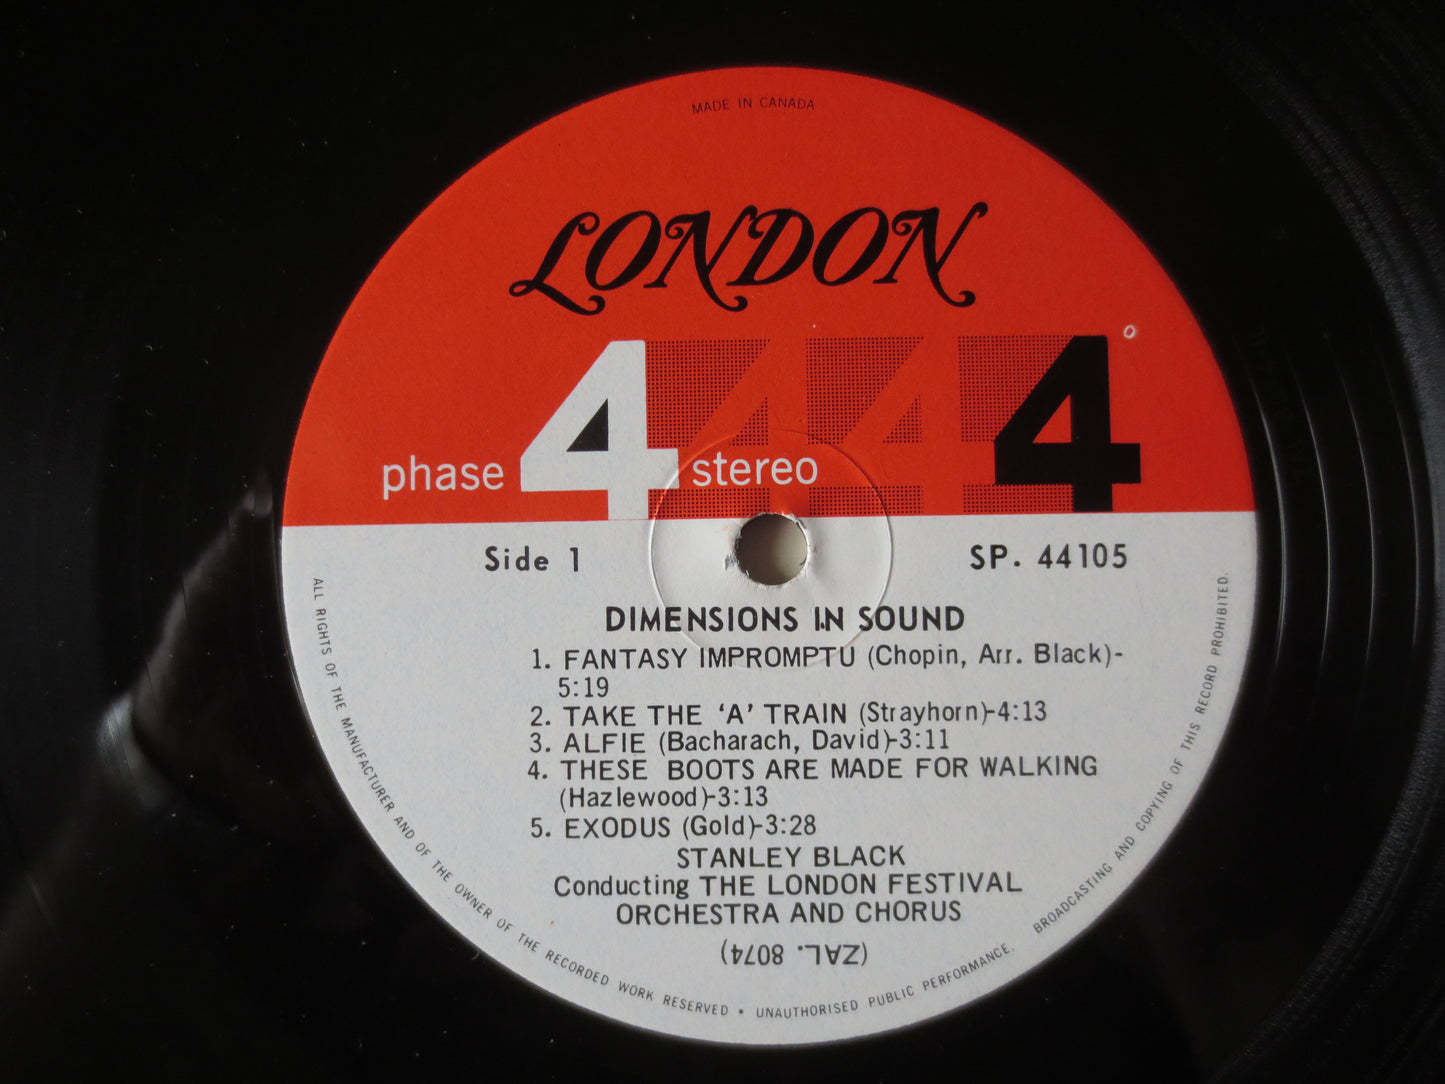 MADE IN CANADA
LONDON
phase 4 stereo 4 4 4
Side 1 SP. 44105
DIMENSIONS IN SOUND
1. FANTASY IMPROMPTU (Chopin, Arr. Black)-
5:19
2. TAKE THE 'A' TRAIN (Strayhorn)-4:13
3. ALFIE (Bacharach, David)-3:11
4. THESE BOOTS ARE MADE FOR WALKING
(Hazlewood)-3:13
5. EXODUS (Gold)-3:28
STANLEY BLACK
Conducting THE LONDON FESTIVAL
ORCHESTRA AND CHORUS
(ZAL. 8074)
ALL RIGHTS OF THE MANUFACTURER AND OF THE OWNER OF THE RECORDED WORK RESERVED • UNAUTHORISED PUBLIC PERFORMANCE, BROADCASTING AND COPYING OF THIS RECORD PROHIBITED.